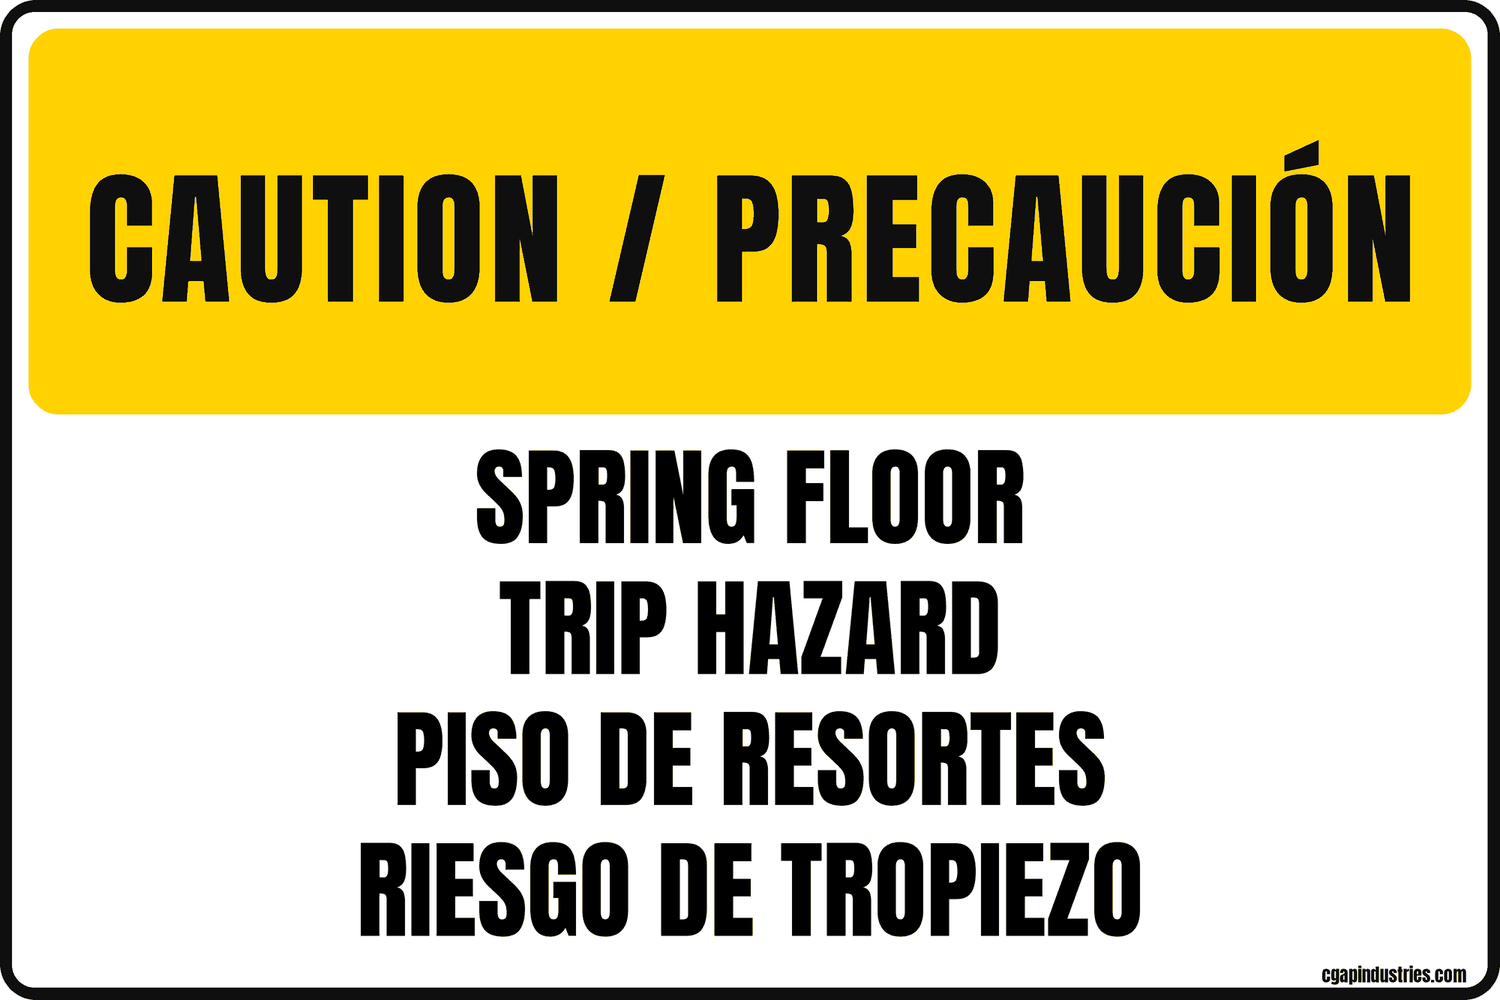 CAUTION / PRECAUCIÓN
SPRING FLOOR
TRIP HAZARD
PISO DE RESORTES
RIESGO DE TROPIEZO
cgapindustries.com